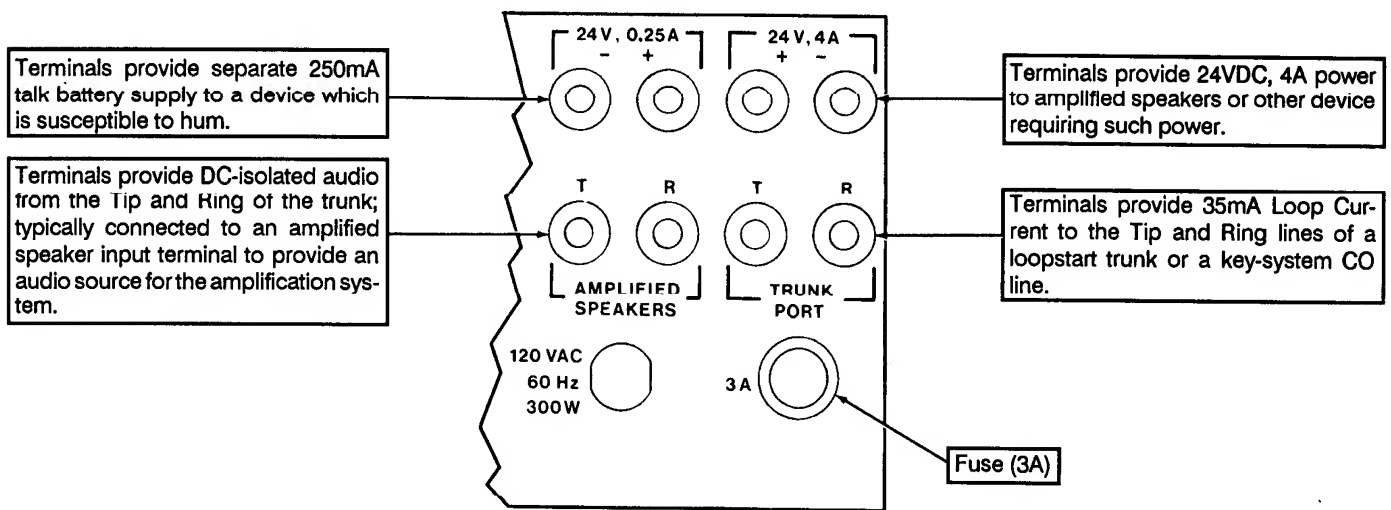 Terminals provide separate 250mA
talk battery supply to a device which
is susceptible to hum.
Terminals provide DC-isolated audio
from the Tip and Ring of the trunk;
typically connected to an amplified
speaker input terminal to provide an
audio source for the amplification sys-
tem.
24V, 0.25A
- +
24V, 4A
+ -
T R T R
AMPLIFIED
SPEAKERS
TRUNK
PORT
120 VAC
60 Hz
300W
3A
Terminals provide 24VDC, 4A power
to amplified speakers or other device
requiring such power.
Terminals provide 35mA Loop Cur-
rent to the Tip and Ring lines of a
loopstart trunk or a key-system CO
line.
Fuse (3A)